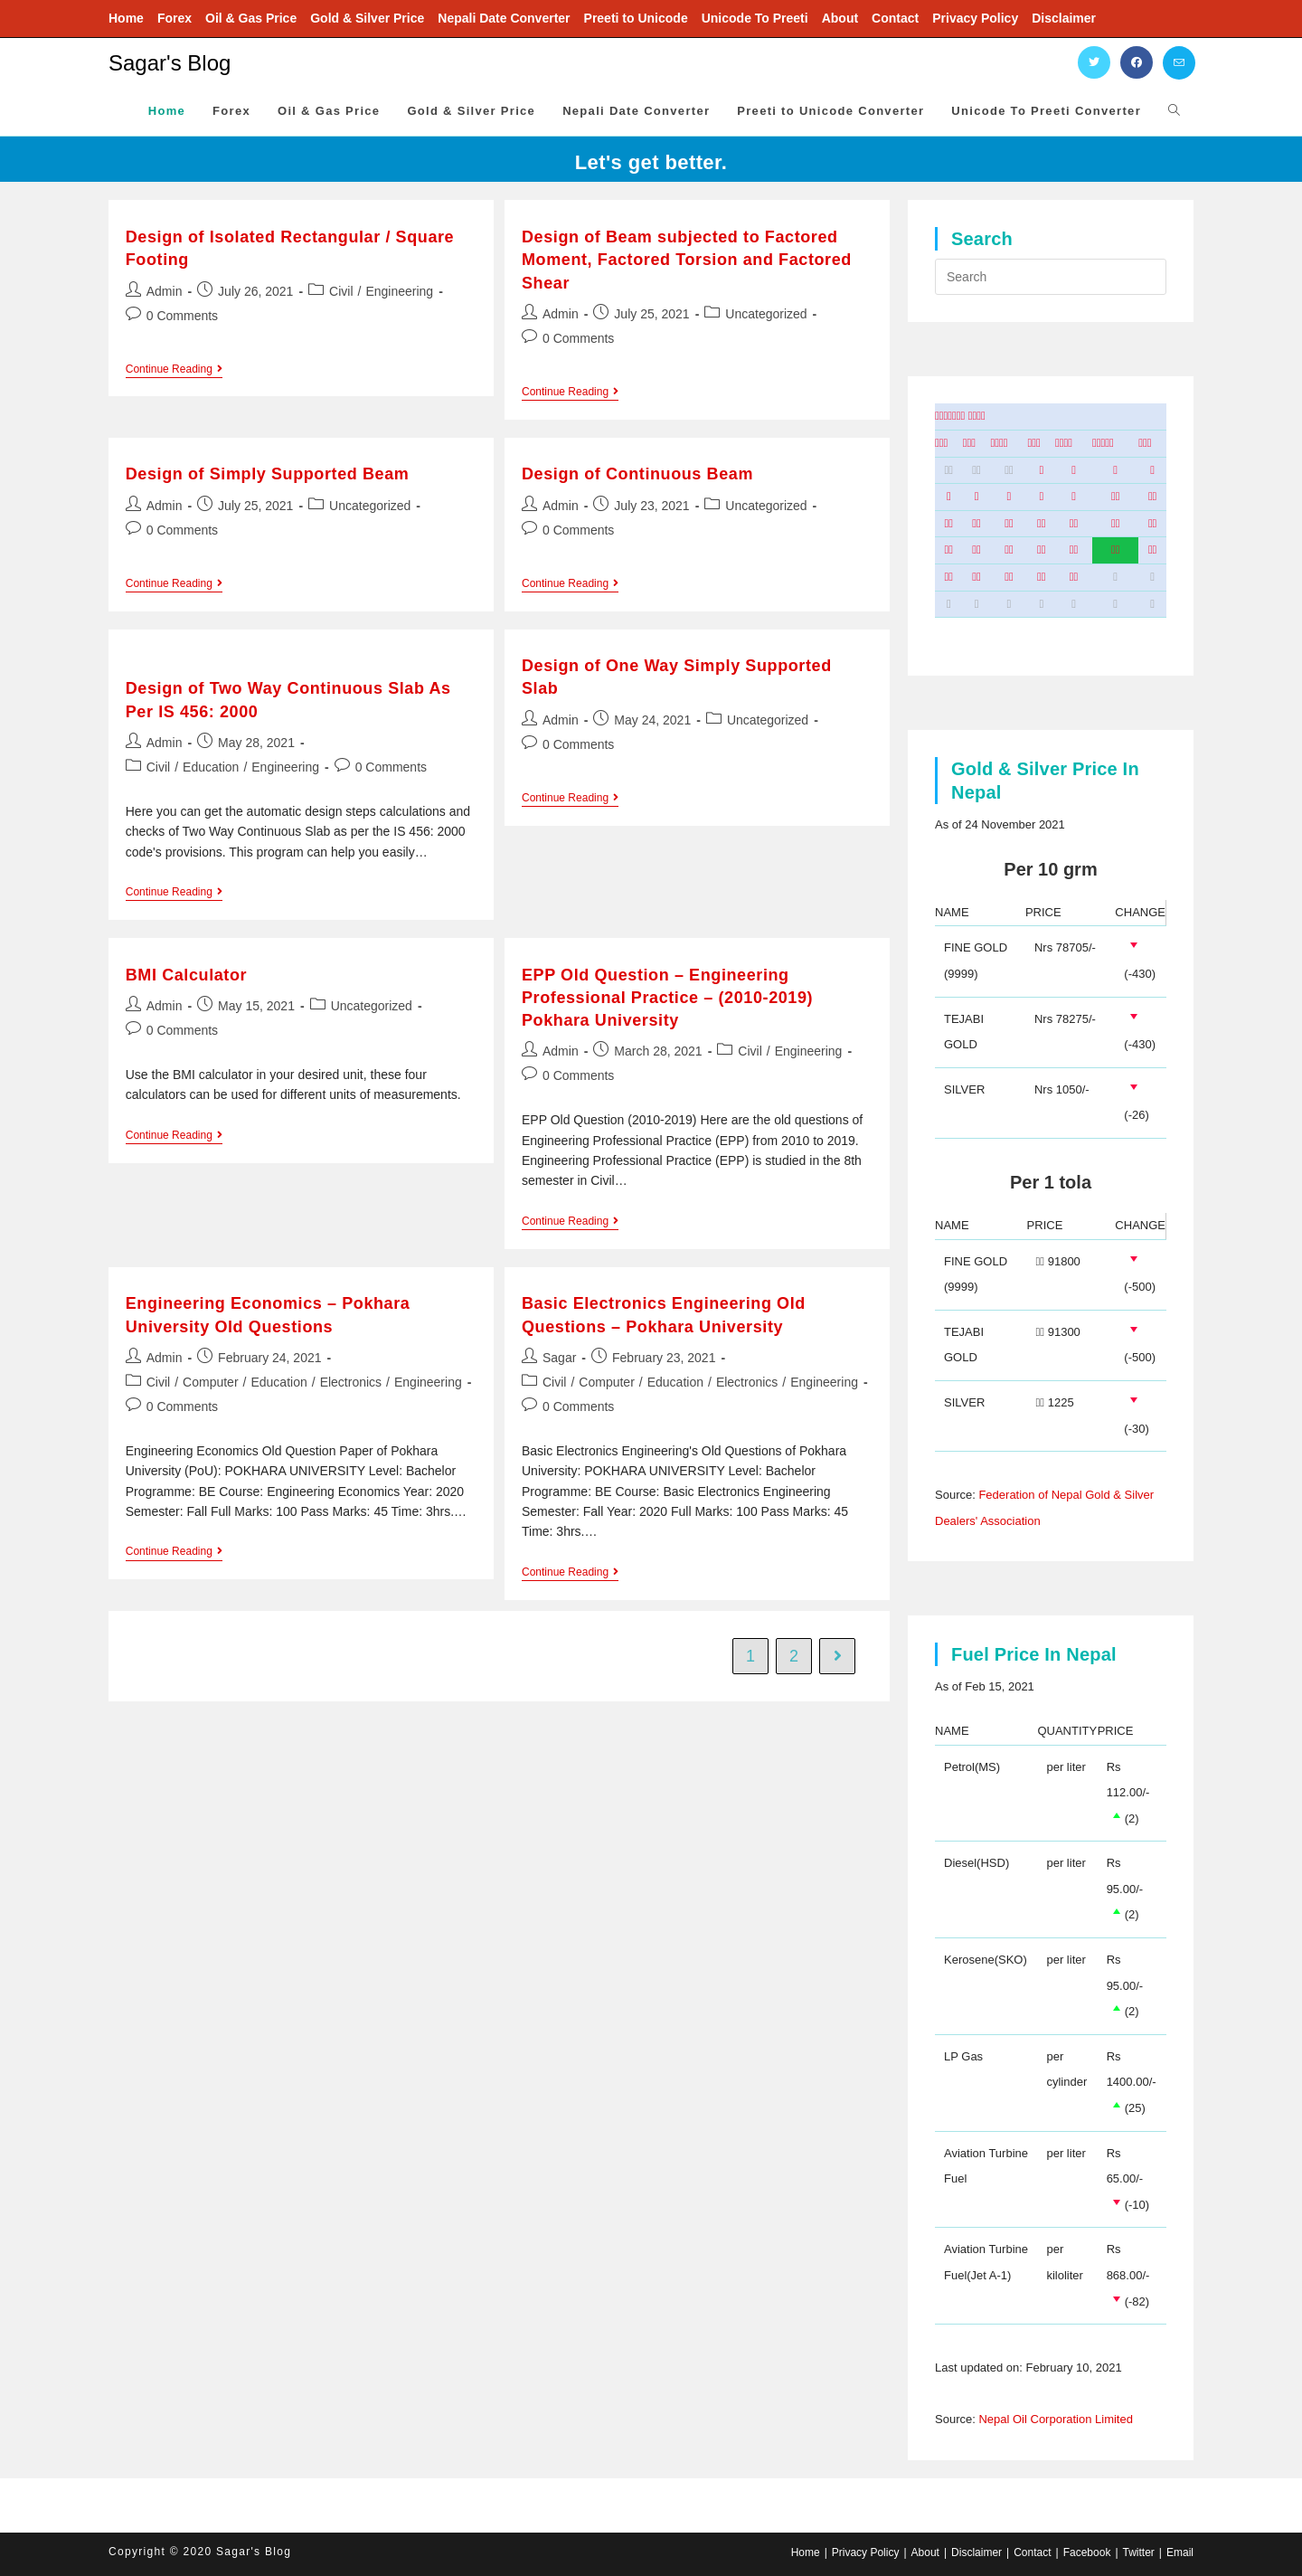 Home Forex Oil & Gas Price Gold & Silver Price Nepali Date Converter Preeti to Unicode Unicode To Preeti About Contact Privacy Policy Disclaimer
Sagar's Blog
Home Forex Oil & Gas Price Gold & Silver Price Nepali Date Converter Preeti to Unicode Converter Unicode To Preeti Converter
Let's get better.
Design of Isolated Rectangular / Square
Footing
Admin - July 26, 2021 - Civil / Engineering -
0 Comments
Continue Reading
Design of Beam subjected to Factored
Moment, Factored Torsion and Factored
Shear
Admin - July 25, 2021 - Uncategorized -
0 Comments
Continue Reading
Design of Simply Supported Beam
Admin - July 25, 2021 - Uncategorized -
0 Comments
Continue Reading
Design of Continuous Beam
Admin - July 23, 2021 - Uncategorized -
0 Comments
Continue Reading
Design of Two Way Continuous Slab As
Per IS 456: 2000
Admin - May 28, 2021 -
Civil / Education / Engineering - 0 Comments
Here you can get the automatic design steps calculations and
checks of Two Way Continuous Slab as per the IS 456: 2000
code's provisions. This program can help you easily…
Continue Reading
Design of One Way Simply Supported
Slab
Admin - May 24, 2021 - Uncategorized -
0 Comments
Continue Reading
BMI Calculator
Admin - May 15, 2021 - Uncategorized -
0 Comments
Use the BMI calculator in your desired unit, these four
calculators can be used for different units of measurements.
Continue Reading
EPP Old Question – Engineering
Professional Practice – (2010-2019)
Pokhara University
Admin - March 28, 2021 - Civil / Engineering -
0 Comments
EPP Old Question (2010-2019) Here are the old questions of
Engineering Professional Practice (EPP) from 2010 to 2019.
Engineering Professional Practice (EPP) is studied in the 8th
semester in Civil…
Continue Reading
Engineering Economics – Pokhara
University Old Questions
Admin - February 24, 2021 -
Civil / Computer / Education / Electronics / Engineering -
0 Comments
Engineering Economics Old Question Paper of Pokhara
University (PoU): POKHARA UNIVERSITY Level: Bachelor
Programme: BE Course: Engineering Economics Year: 2020
Semester: Fall Full Marks: 100 Pass Marks: 45 Time: 3hrs.…
Continue Reading
Basic Electronics Engineering Old
Questions – Pokhara University
Sagar - February 23, 2021 -
Civil / Computer / Education / Electronics / Engineering -
0 Comments
Basic Electronics Engineering's Old Questions of Pokhara
University: POKHARA UNIVERSITY Level: Bachelor
Programme: BE Course: Basic Electronics Engineering
Semester: Fall Year: 2020 Full Marks: 100 Pass Marks: 45
Time: 3hrs.…
Continue Reading
1 2
Search
Search
Gold & Silver Price In
Nepal
As of 24 November 2021
Per 10 grm
NAME PRICE CHANGE
FINE GOLD Nrs 78705/-
(9999) (-430)
TEJABI Nrs 78275/-
GOLD (-430)
SILVER Nrs 1050/-
(-26)
Per 1 tola
NAME PRICE CHANGE
FINE GOLD 91800
(9999) (-500)
TEJABI 91300
GOLD (-500)
SILVER 1225
(-30)
Source: Federation of Nepal Gold & Silver
Dealers' Association
Fuel Price In Nepal
As of Feb 15, 2021
NAME QUANTITY PRICE
Petrol(MS) per liter Rs
112.00/-
(2)
Diesel(HSD) per liter Rs
95.00/-
(2)
Kerosene(SKO) per liter Rs
95.00/-
(2)
LP Gas per Rs
cylinder 1400.00/-
(25)
Aviation Turbine per liter Rs
Fuel 65.00/-
(-10)
Aviation Turbine per Rs
Fuel(Jet A-1) kiloliter 868.00/-
(-82)
Last updated on: February 10, 2021
Source: Nepal Oil Corporation Limited
Copyright © 2020 Sagar's Blog
Home | Privacy Policy | About | Disclaimer | Contact | Facebook | Twitter | Email